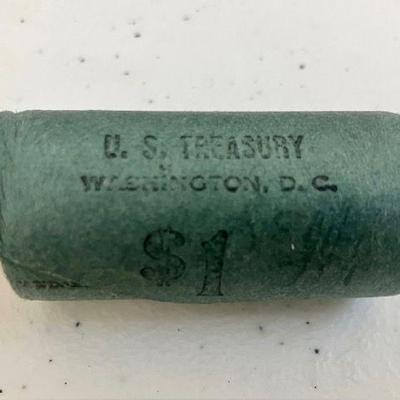 U. S. TREASURY
WASHINGTON, D. C.
$1